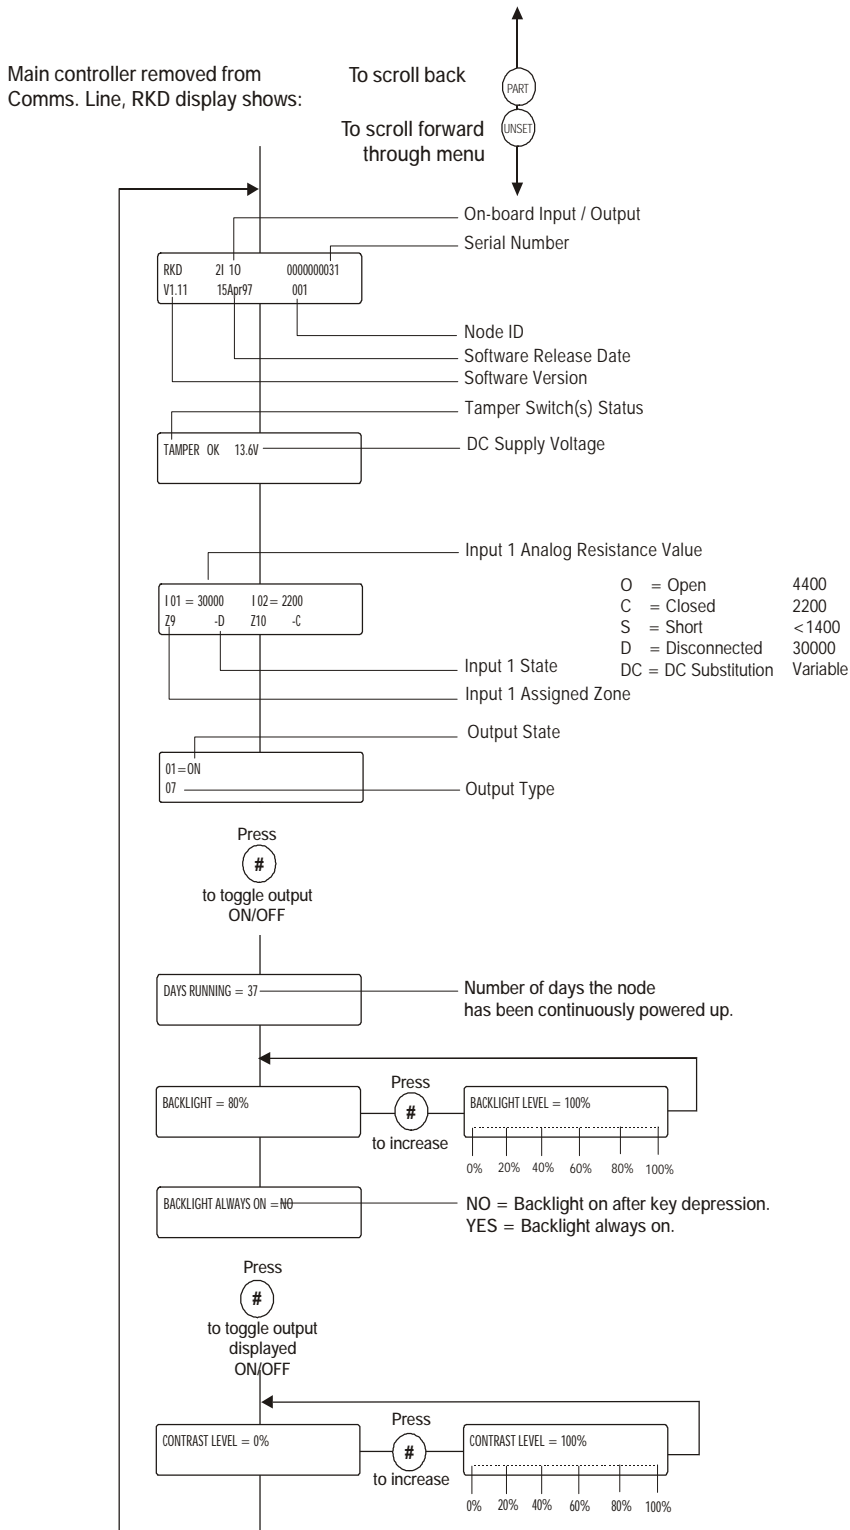 Main controller removed from
Comms. Line, RKD display shows:
To scroll back
PART
To scroll forward
through menu
UNSET
On-board Input / Output
Serial Number
RKD 2I 1O 0000000031
V1.11 15Apr97 001
Node ID
Software Release Date
Software Version
Tamper Switch(s) Status
TAMPER OK 13.6V
DC Supply Voltage
Input 1 Analog Resistance Value
O = Open 4400
C = Closed 2200
S = Short <1400
D = Disconnected 30000
DC = DC Substitution Variable
I 01 = 30000 I 02 = 2200
Z9 -D Z10 -C
Input 1 State
Input 1 Assigned Zone
Output State
01=ON
07
Output Type
Press
#
to toggle output
ON/OFF
DAYS RUNNING = 37
Number of days the node
has been continuously powered up.
BACKLIGHT = 80%
Press
#
to increase
BACKLIGHT LEVEL = 100%
0% 20% 40% 60% 80% 100%
BACKLIGHT ALWAYS ON =NO
NO = Backlight on after key depression.
YES = Backlight always on.
Press
#
to toggle output
displayed
ON/OFF
CONTRAST LEVEL = 0%
Press
#
to increase
CONTRAST LEVEL = 100%
0% 20% 40% 60% 80% 100%